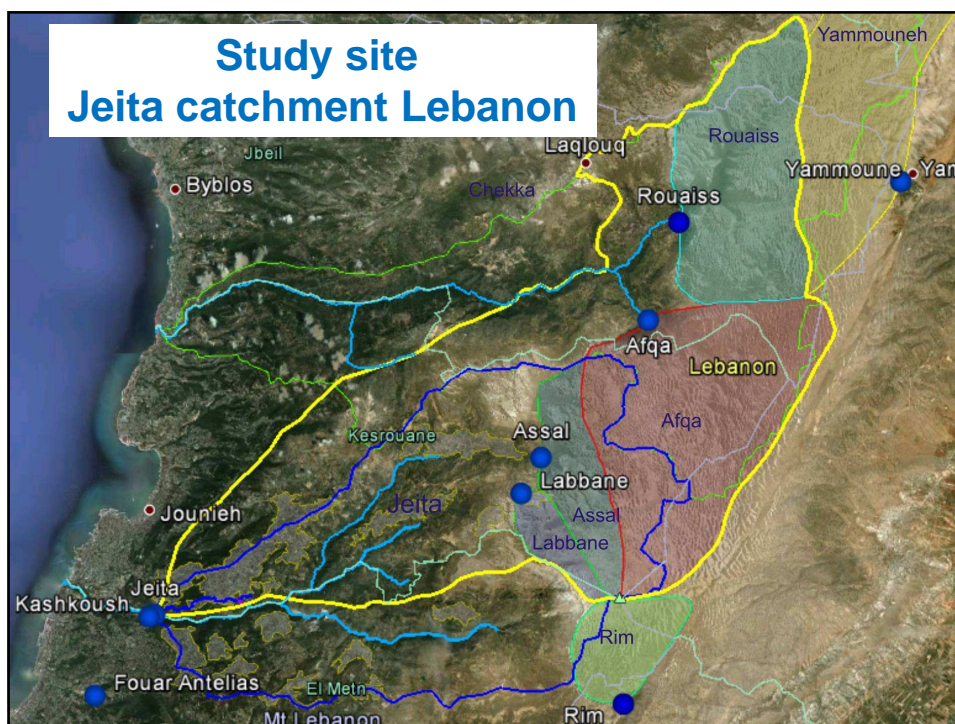 Study site
Jeita catchment Lebanon
Yammouneh
Jbeil
Laqlouq
Rouaiss
Byblos
Chekka
Yammoune
Yam
Rouaiss
Afqa
Lebanon
Kesrouane
Assal
Afqa
Labbane
Jeita
Jounieh
Assal
Labbane
Jeita
Kashkoush
Rim
Fouar Antelias
El Metn
Mt Lebanon
Rim